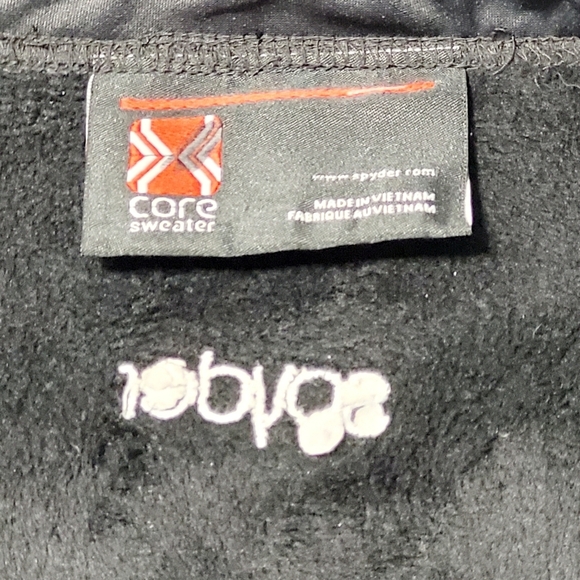 core
sweater
www.spyder.com
MADE IN VIETNAM
FABRIQUE AU VIETNAM
spyder